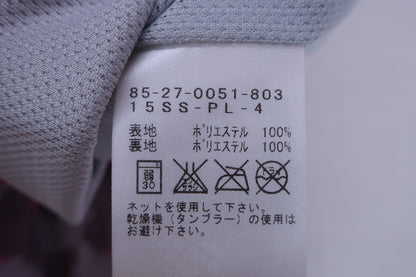 85-27-0051-803
15SS-PL-4
表地 ポリエステル 100%
裏地 ポリエステル 100%
弱
30
ネットを使用して下さい。
乾燥機(タンブラー)の使用は
お避け下さい。